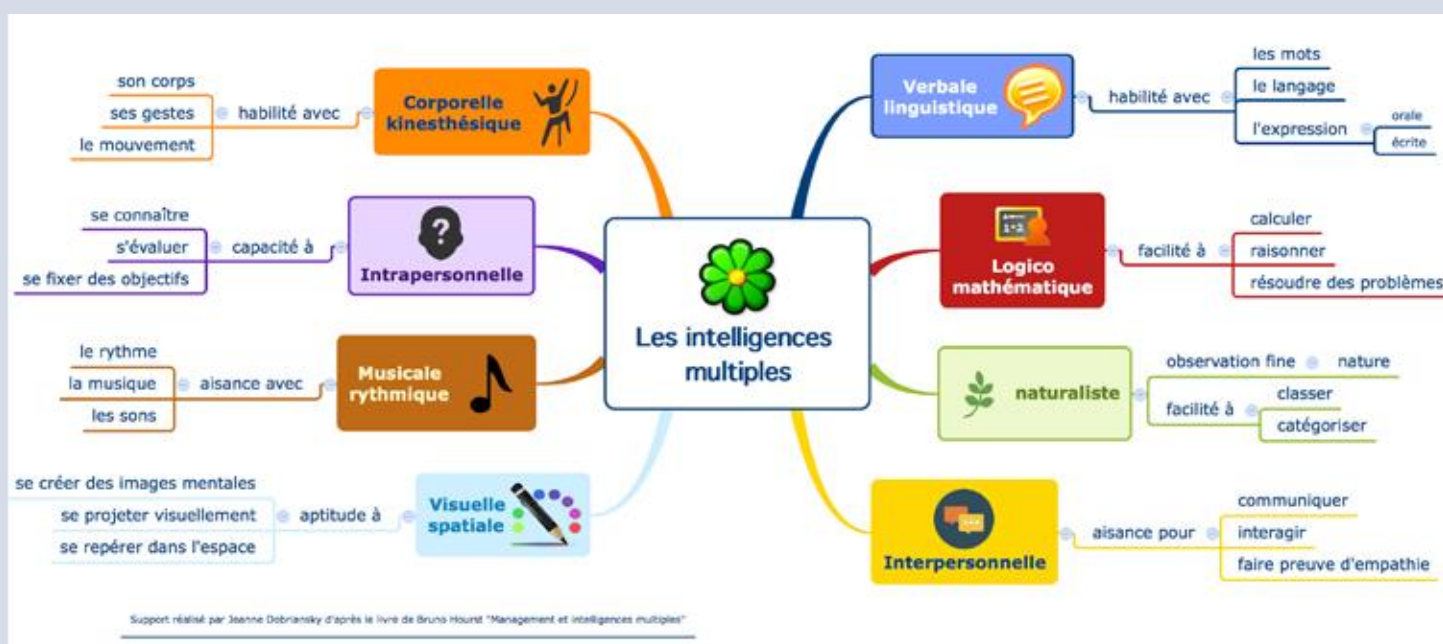 Les intelligences
multiples
Verbale
linguistique
habilité avec
les mots
le langage
l'expression
orale
écrite
Logico
mathématique
facilité à
calculer
raisonner
résoudre des problèmes
naturaliste
observation fine
nature
facilité à
classer
catégoriser
Interpersonnelle
aisance pour
communiquer
interagir
faire preuve d'empathie
Corporelle
kinesthésique
habilité avec
son corps
ses gestes
le mouvement
?
Intrapersonnelle
capacité à
se connaître
s'évaluer
se fixer des objectifs
Musicale
rythmique
aisance avec
le rythme
la musique
les sons
Visuelle
spatiale
aptitude à
se créer des images mentales
se projeter visuellement
se repérer dans l'espace
Support réalisé par Jeanne Dobriansky d'après le livre de Bruno Hourst "Management et intelligences multiples"